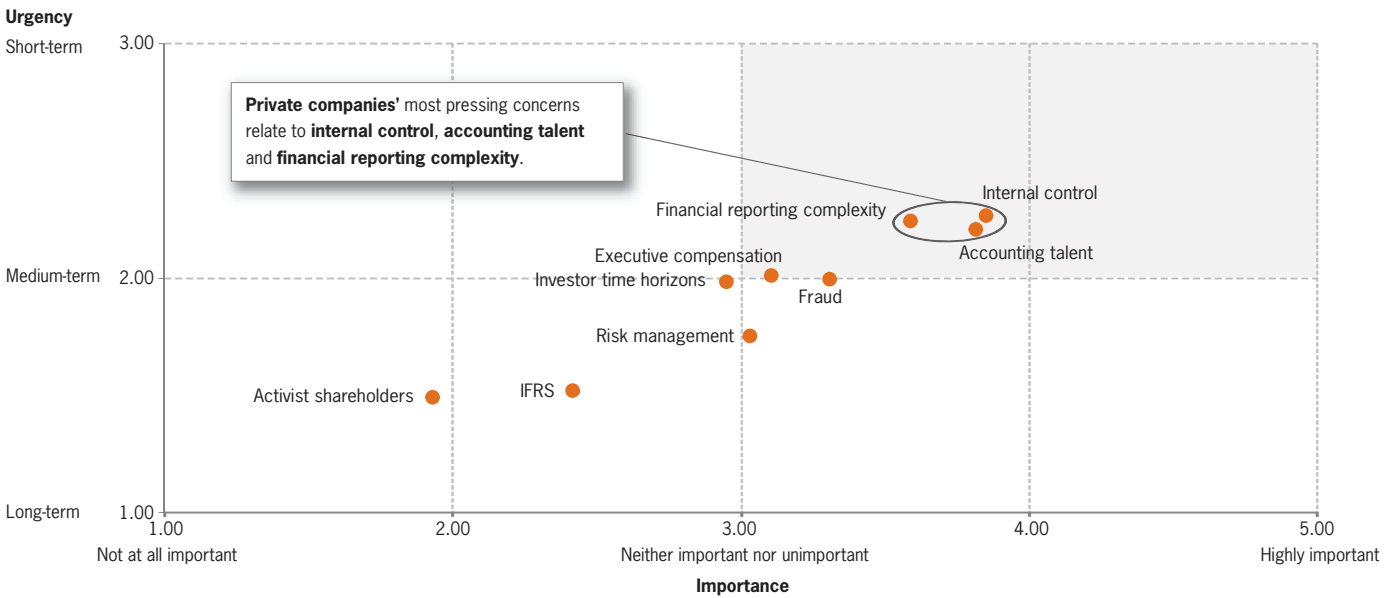 Urgency
Short-term
3.00
Private companies’ most pressing concerns
relate to internal control, accounting talent
and financial reporting complexity.
Internal control
Financial reporting complexity
Accounting talent
Executive compensation
Medium-term
2.00
Investor time horizons
Fraud
Risk management
Activist shareholders
IFRS
Long-term
1.00
1.00
2.00
3.00
4.00
5.00
Not at all important
Neither important nor unimportant
Highly important
Importance